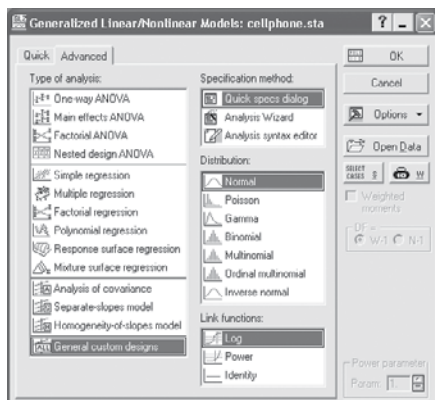 Generalized Linear/Nonlinear Models: cellphone.sta
Quick Advanced
Type of analysis:
One-way ANOVA
Main effects ANOVA
Factorial ANOVA
Nested design ANOVA
Simple regression
Multiple regression
Factorial regression
Polynomial regression
Response surface regression
Mixture surface regression
Analysis of covariance
Separate-slopes model
Homogeneity-of-slopes model
General custom designs
Specification method:
Quick specs dialog
Analysis Wizard
Analysis syntax editor
Distribution:
Normal
Poisson
Gamma
Binomial
Multinomial
Ordinal multinomial
Inverse normal
Link functions:
Log
Power
Identity
OK
Cancel
Options
Open Data
SELECT CASES S W
Weighted moments
DF =
W-1 N-1
Power parameter
Param: 1.